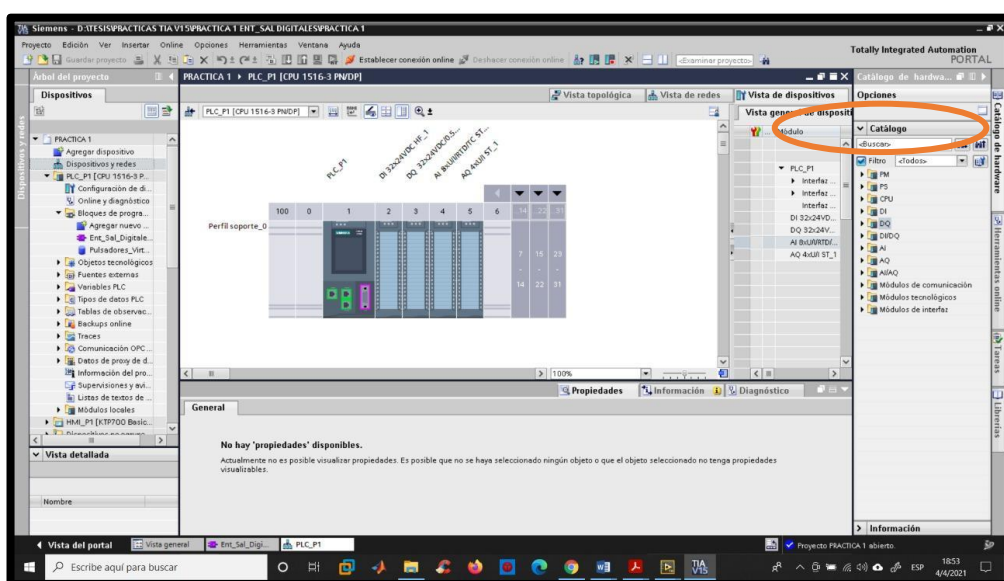 Siemens - D:\TESIS\PRACTICAS TIA V15\PRACTICA 1 ENT_SAL DIGITALES\PRACTICA 1
Proyecto Edición Ver Insertar Online Opciones Herramientas Ventana Ayuda
Guardar proyecto Establecer conexión online Deshacer conexión online <Examinar proyecto>
Totally Integrated Automation
PORTAL
Árbol del proyecto
PRACTICA 1 PLC_P1 [CPU 1516-3 PN/DP]
Catálogo de hardwa...
Dispositivos
Vista topológica Vista de redes Vista de dispositivos
Opciones
PLC_P1 [CPU 1516-3 PN/DP]
Vista general de dispositi
Módulo
PLC_P1
Interfaz ...
Interfaz ...
Interfaz ...
DI 32x24VD...
DQ 32x24V...
AI 8xU/I/RTD/...
AQ 4xU/I ST_1
Catálogo
<Buscar>
Filtro <Todos>
PM
PS
CPU
DI
DQ
DI/DQ
AI
AQ
AI/AQ
Módulos de comunicación
Módulos tecnológicos
Módulos de interfaz
Información
PRACTICA 1
Agregar dispositivo
Dispositivos y redes
PLC_P1 [CPU 1516-3 P...
Configuración de di...
Online y diagnóstico
Bloques de progra...
Agregar nuevo ...
Ent_Sal_Digitale...
Pulsadores_Virt...
Objetos tecnológicos
Fuentes externas
Variables PLC
Tipos de datos PLC
Tablas de observac...
Backups online
Traces
Comunicación OPC...
Datos de proxy de d...
Información del pro...
Supervisiones y avi...
Listas de textos de ...
Módulos locales
HMI_P1 [KTP700 Basic...
Vista detallada
Nombre
PLC_P1
DI 32x24VDC HF_1
DQ 32x24VDC/0.5...
AI 8xU/I/RTD/TC ST...
AQ 4xU/I ST_1
100 0 1 2 3 4 5 6 14 22 31
Perfil soporte_0
7 15 23
- - -
14 22 31
100%
Propiedades Información Diagnóstico
General
No hay 'propiedades' disponibles.
Actualmente no es posible visualizar propiedades. Es posible que no se haya seleccionado ningún objeto o que el objeto seleccionado no tenga propiedades
visualizables.
Dispositivos y redes
Catálogo de hardware
Herramientas online
Tareas
Librerías
Vista del portal Vista general Ent_Sal_Digi... PLC_P1
Proyecto PRACTICA 1 abierto.
Escribe aquí para buscar
ESP
18:53
4/4/2021